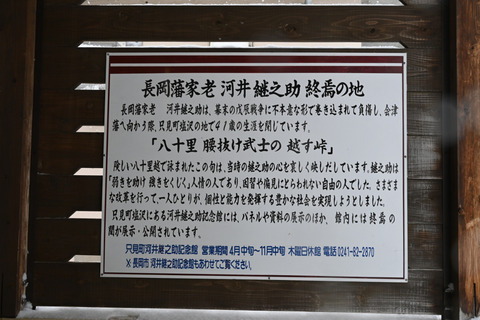 長岡藩家老 河井継之助 終焉の地
長岡藩家老 河井継之助は、幕末の戊辰戦争に不本意な形で巻き込まれて負傷し、会津
藩へ向かう際、只見町塩沢の地で41歳の生涯を閉じています。
「八十里 腰抜け武士の 越す峠」
険しい八十里越で詠まれたこの句は、当時の継之助の心を哀しく映しだしています。継之助は
「弱きを助け 強きをくじく。」人情の人であり、因習や偏見にとらわれない自由の人でした。さまざま
な改革を行って、一人ひとりが、個性と能力を発揮する豊かな社会を実現しようとしました。
只見町塩沢にある河井継之助記念館には、パネルや資料の展示のほか、館内には終焉の
間が展示・公開されています。
只見町河井継之助記念館 営業期間 4月中旬〜11月中旬 木曜日休館 電話 0241-82-2870
※ 長岡市 河井継之助記念館もあわせてご覧ください。